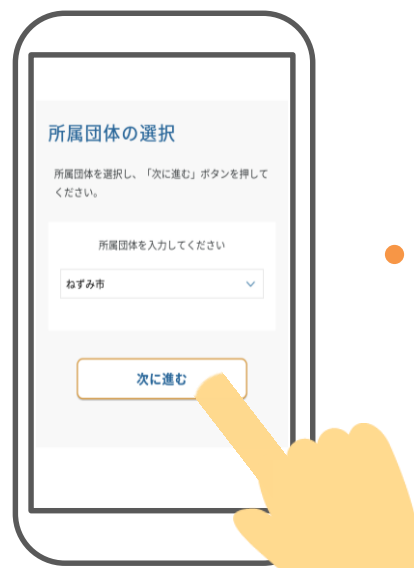 所属団体の選択
所属団体を選択し、「次に進む」ボタンを押して
ください。
所属団体を入力してください
ねずみ市
次に進む